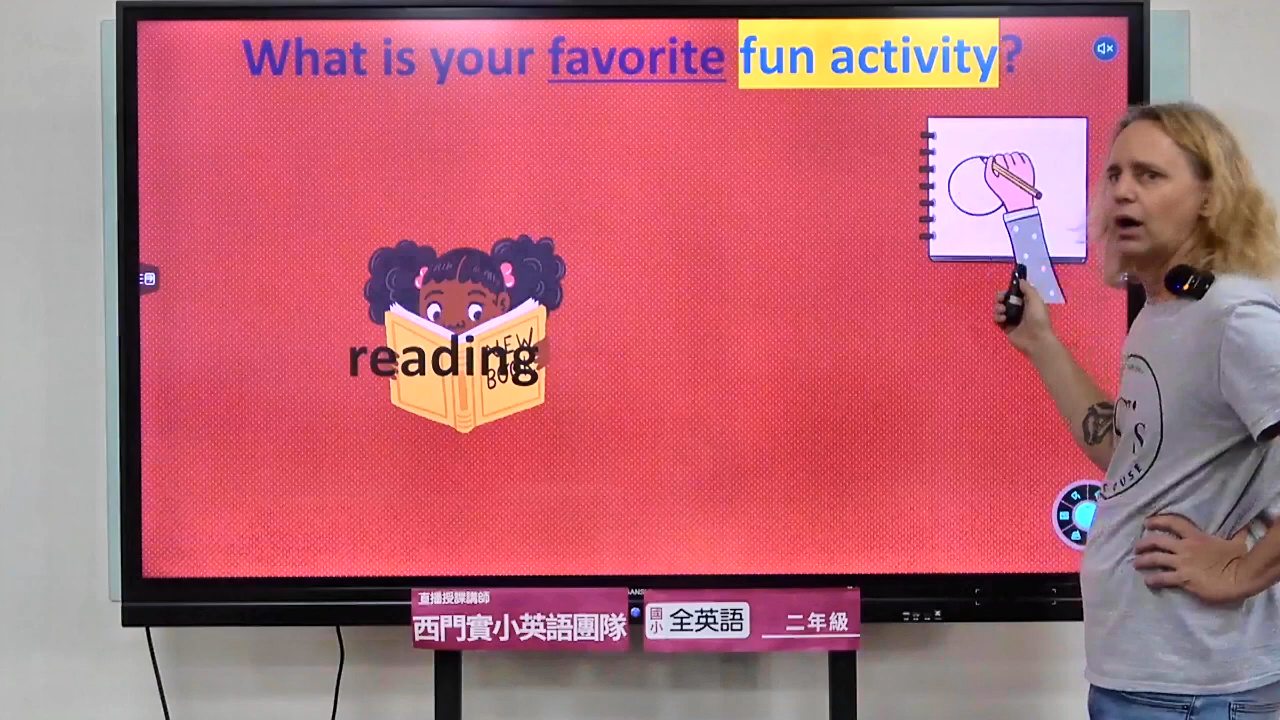 What is your favorite fun activity?
NEW
reading
直播授課講師
西門實小英語團隊
國小
全英語
二年級